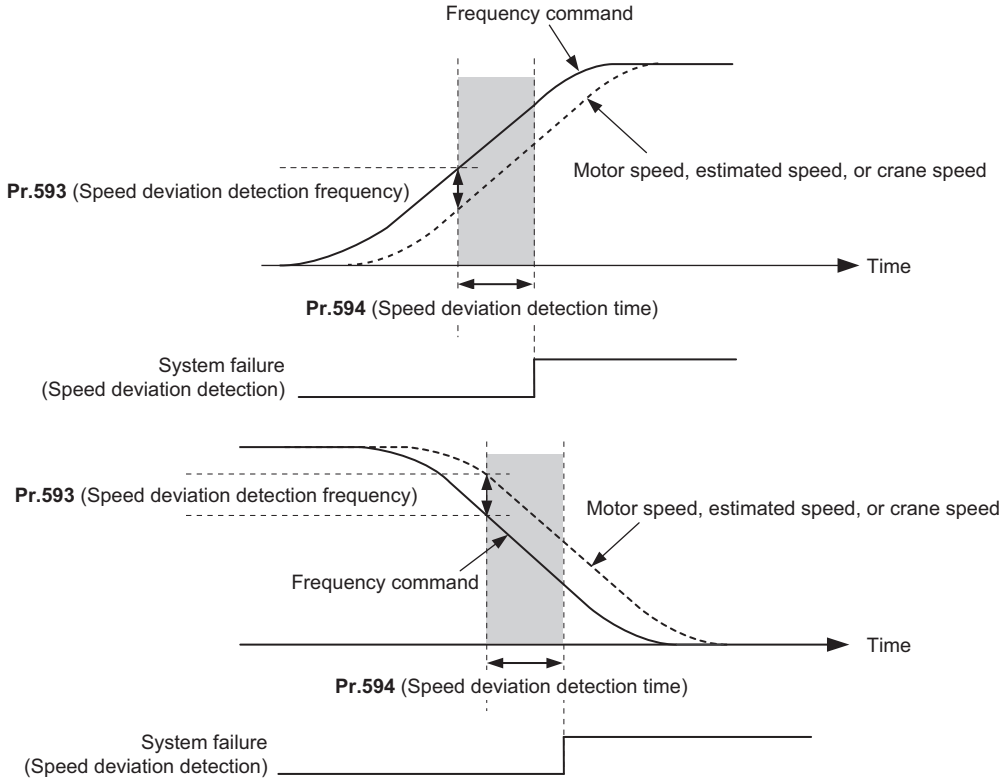 Frequency command
Motor speed, estimated speed, or crane speed
Pr.593 (Speed deviation detection frequency)
Time
Pr.594 (Speed deviation detection time)
System failure
(Speed deviation detection)
Pr.593 (Speed deviation detection frequency)
Motor speed, estimated speed, or crane speed
Frequency command
Time
Pr.594 (Speed deviation detection time)
System failure
(Speed deviation detection)